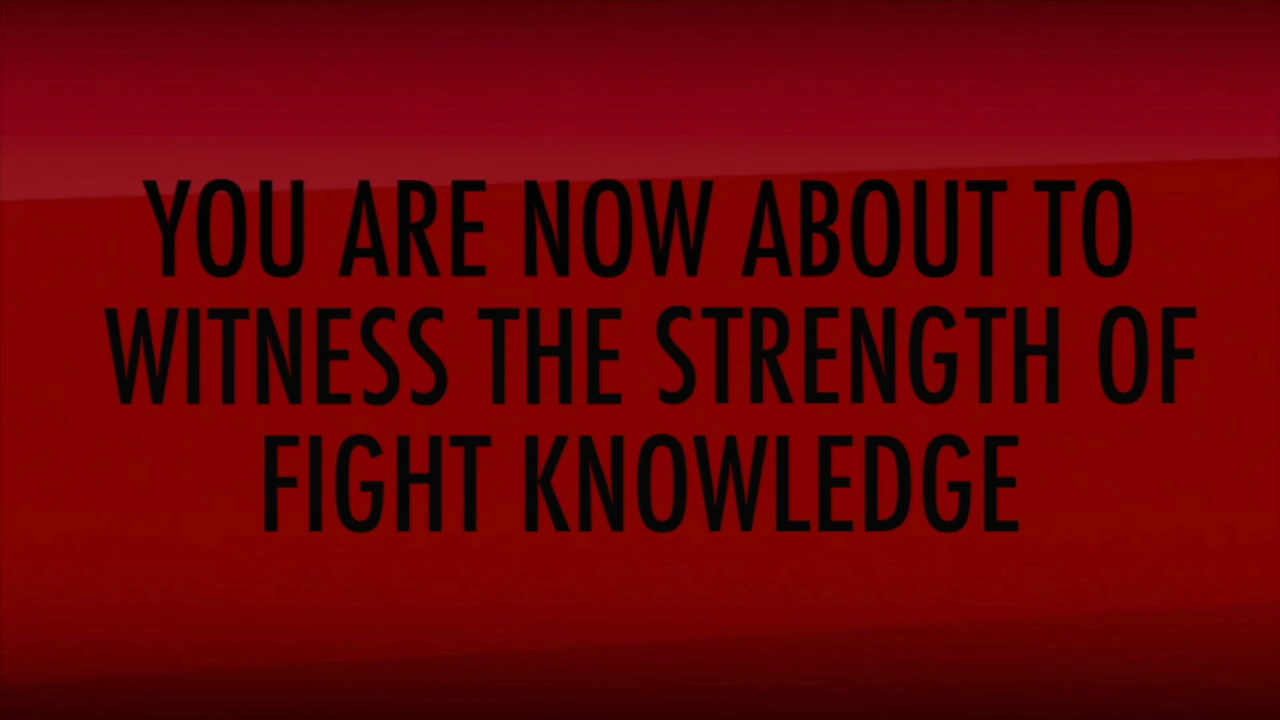 YOU ARE NOW ABOUT TO
WITNESS THE STRENGTH OF
FIGHT KNOWLEDGE